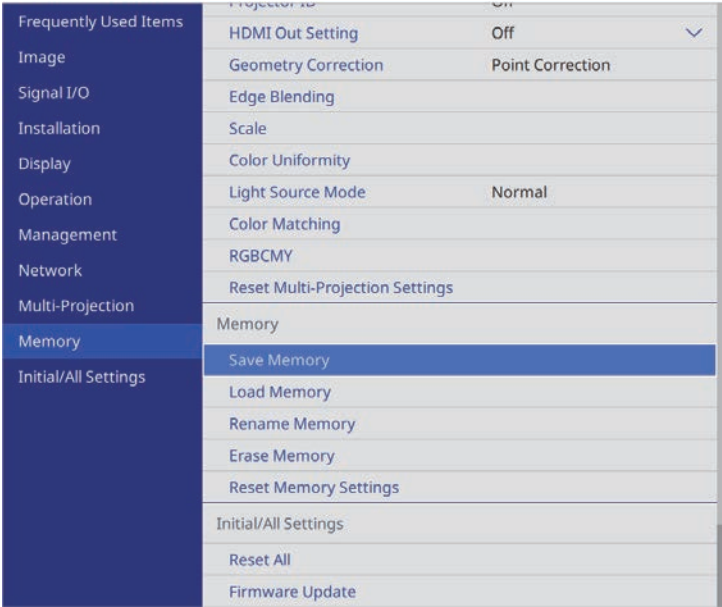 Frequently Used Items
Image
Signal I/O
Installation
Display
Operation
Management
Network
Multi-Projection
Memory
Initial/All Settings
Projector ID Off
HDMI Out Setting Off
Geometry Correction Point Correction
Edge Blending
Scale
Color Uniformity
Light Source Mode Normal
Color Matching
RGBCMY
Reset Multi-Projection Settings
Memory
Save Memory
Load Memory
Rename Memory
Erase Memory
Reset Memory Settings
Initial/All Settings
Reset All
Firmware Update